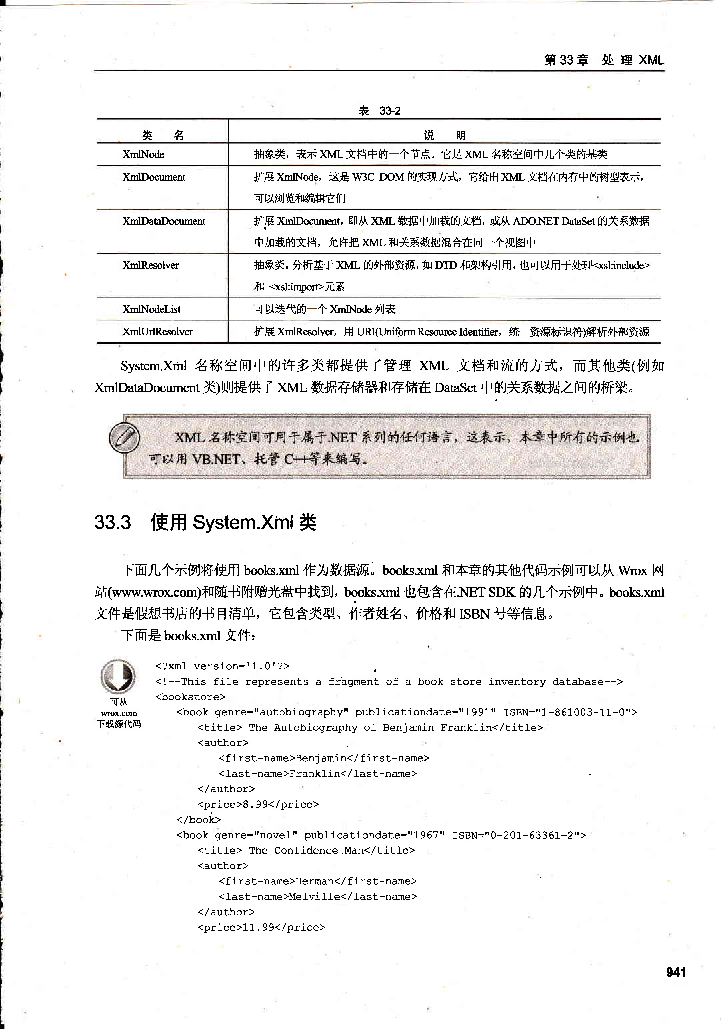 第33章 处 理 XML
表 33-2
类 名 说 明
XmlNode 抽象类，表示 XML 文档中的一个节点。它是 XML 名称空间中几个类的基类
XmlDocument 扩展 XmlNode，这是 W3C DOM 的实现方式，它给出 XML 文档在内存中的树型表示，
可以浏览和编辑它们
XmlDataDocument 扩展 XmlDocument，即从 XML 数据中加载的文档，或从 ADO.NET DataSet 的关系数据
中加载的文档，允许把 XML 和关系数据混合在同一个视图中
XmlResolver 抽象类，分析基于 XML 的外部资源，如 DTD 和架构引用，也可以用于处理<xsl:include>
和 <xsl:import>元素
XmlNodeList 可以迭代的一个 XmlNode 列表
XmlUrlResolver 扩展 XmlResolver，用 URI(Uniform Resource Identifier，统一资源标识符)解析外部资源
System.Xml 名称空间中的许多类都提供了管理 XML 文档和流的方式，而其他类(例如
XmlDataDocument 类)则提供了 XML 数据存储器和存储在 DataSet 中的关系数据之间的桥梁。
XML 名称空间可用于属于.NET 系列的任何语言，这表示，本章中所有的示例也
可以用 VB.NET、托管 C++等来编写。
33.3 使用 System.Xml 类
下面几个示例将使用 books.xml 作为数据源。books.xml 和本章的其他代码示例可以从 Wrox 网
站(www.wrox.com)和随书附赠光盘中找到，books.xml 也包含在.NET SDK 的几个示例中。books.xml
文件是假想书店的书目清单，它包含类型、作者姓名、价格和 ISBN 号等信息。
下面是 books.xml 文件：
可从
wrox.com
下载源代码
<?xml version='1.0'?>
<!--This file represents a fragment of a book store inventory database-->
<bookstore>
<book genre="autobiography" publicationdate="1991" ISBN="1-861003-11-0">
<title> The Autobiography of Benjamin Franklin</title>
<author>
<first-name>Benjamin</first-name>
<last-name>Franklin</last-name>
</author>
<price>8.99</price>
</book>
<book genre="novel" publicationdate="1967" ISBN="0-201-63361-2">
<title> The Confidence Man</title>
<author>
<first-name>Herman</first-name>
<last-name>Melville</last-name>
</author>
<price>11.99</price>
941